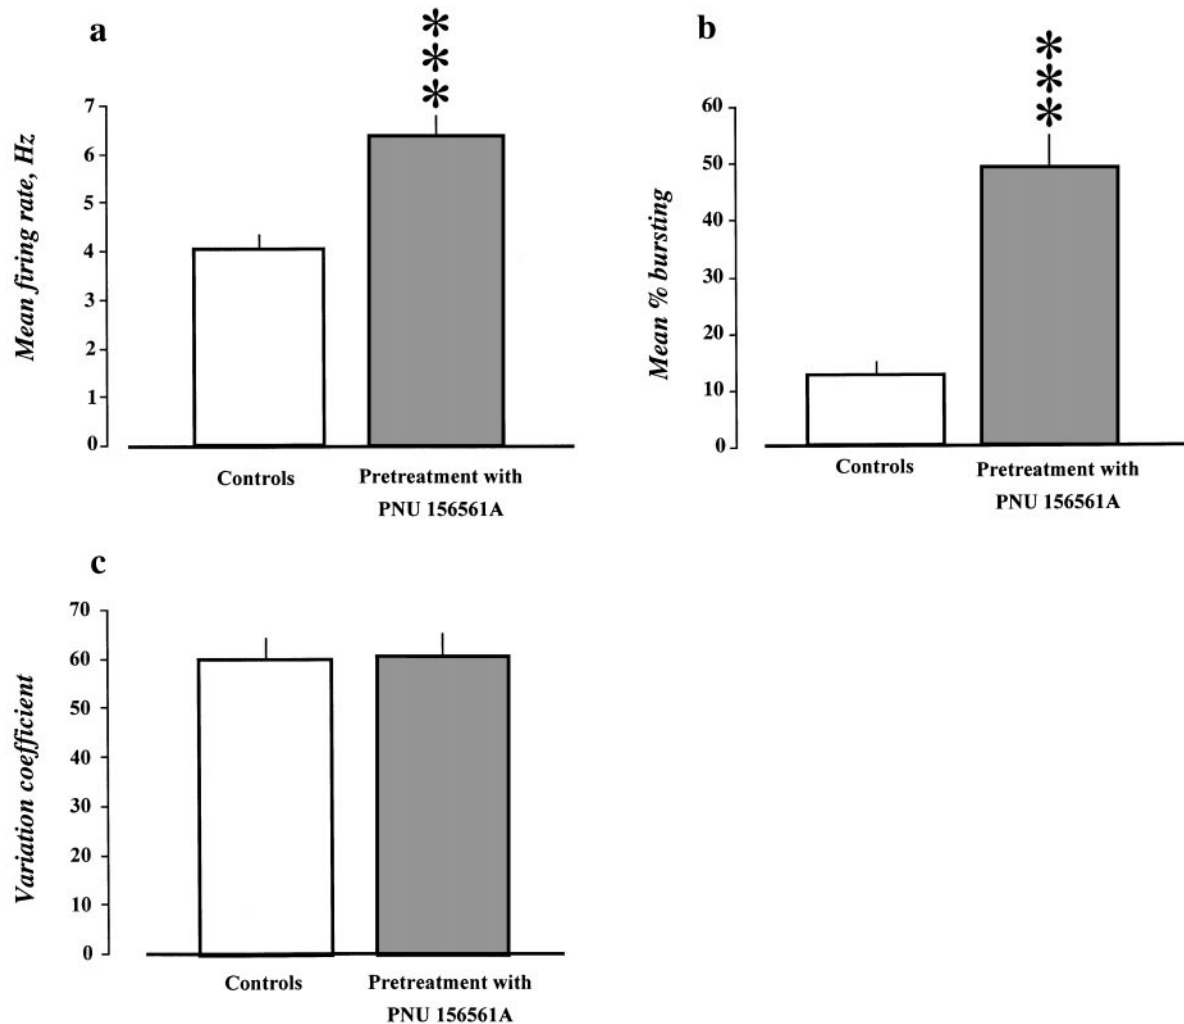 a
***
Mean firing rate, Hz
7
6
5
4
3
2
1
0
Controls
Pretreatment with
PNU 156561A
b
***
Mean % bursting
60
50
40
30
20
10
0
Controls
Pretreatment with
PNU 156561A
c
Variation coefficient
70
60
50
40
30
20
10
0
Controls
Pretreatment with
PNU 156561A